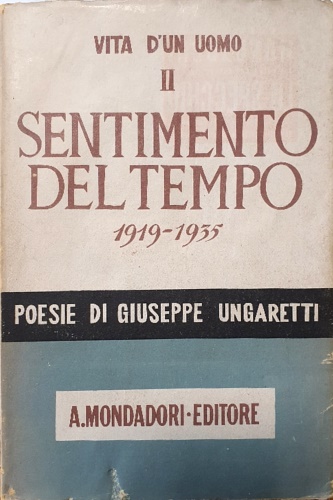 VITA D'UN UOMO
II
SENTIMENTO
DEL TEMPO
1919-1935
POESIE DI GIUSEPPE UNGARETTI
A. MONDADORI · EDITORE